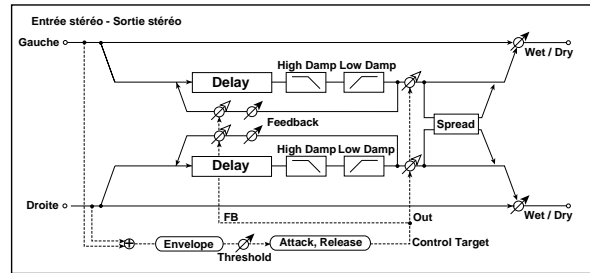 Entrée stéréo - Sortie stéréo
Gauche
Wet / Dry
High Damp Low Damp
Delay
Feedback
Spread
High Damp Low Damp
Delay
Droite
Wet / Dry
FB
Out
Envelope
Threshold
Attack, Release
Control Target